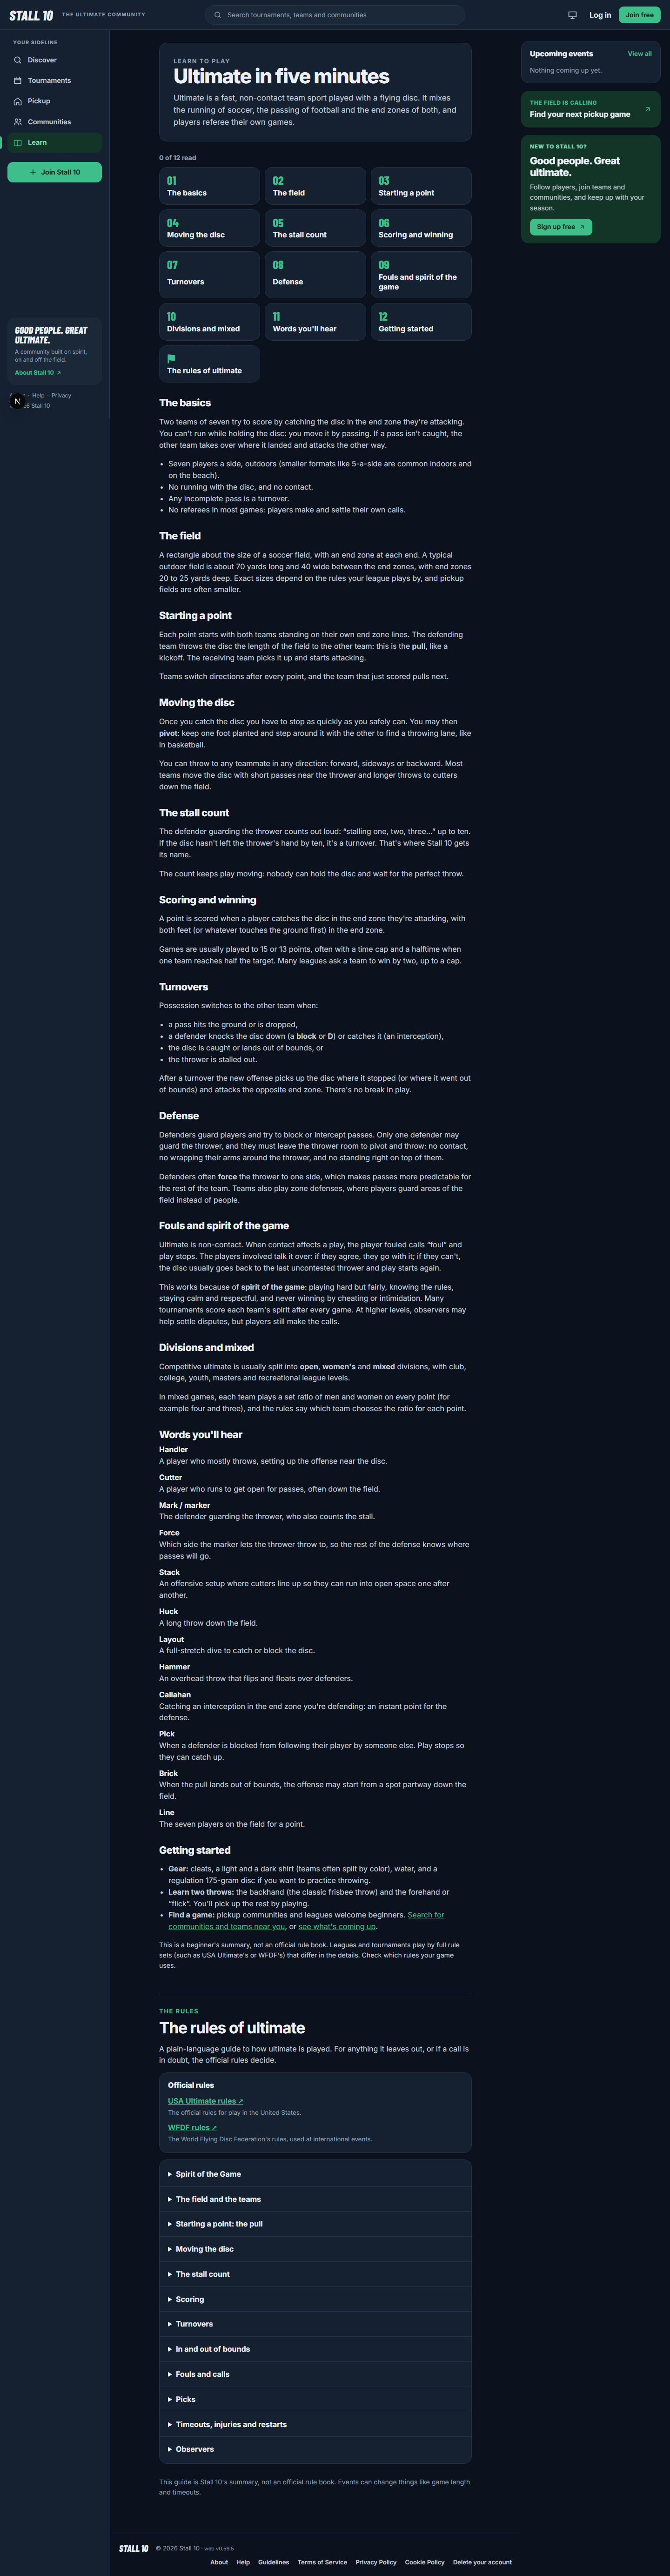 STALL 10
THE ULTIMATE COMMUNITY
Search tournaments, teams and communities
Log in
Join free
YOUR SIDELINE
Discover
Tournaments
Pickup
Communities
Learn
Join Stall 10
GOOD PEOPLE. GREAT
ULTIMATE.
A community built on spirit,
on and off the field.
About Stall 10 ↗
· Help · Privacy
Stall 10
LEARN TO PLAY
Ultimate in five minutes
Ultimate is a fast, non-contact team sport played with a flying disc. It mixes
the running of soccer, the passing of football and the end zones of both, and
players referee their own games.
0 of 12 read
01
The basics
02
The field
03
Starting a point
04
Moving the disc
05
The stall count
06
Scoring and winning
07
Turnovers
08
Defense
09
Fouls and spirit of the
game
10
Divisions and mixed
11
Words you'll hear
12
Getting started
The rules of ultimate
The basics
Two teams of seven try to score by catching the disc in the end zone they're attacking.
You can't run while holding the disc: you move it by passing. If a pass isn't caught, the
other team takes over where it landed and attacks the other way.
• Seven players a side, outdoors (smaller formats like 5-a-side are common indoors and
on the beach).
• No running with the disc, and no contact.
• Any incomplete pass is a turnover.
• No referees in most games: players make and settle their own calls.
The field
A rectangle about the size of a soccer field, with an end zone at each end. A typical
outdoor field is about 70 yards long and 40 wide between the end zones, with end zones
20 to 25 yards deep. Exact sizes depend on the rules your league plays by, and pickup
fields are often smaller.
Starting a point
Each point starts with both teams standing on their own end zone lines. The defending
team throws the disc the length of the field to the other team: this is the pull, like a
kickoff. The receiving team picks it up and starts attacking.
Teams switch directions after every point, and the team that just scored pulls next.
Moving the disc
Once you catch the disc you have to stop as quickly as you safely can. You may then
pivot: keep one foot planted and step around it with the other to find a throwing lane, like
in basketball.
You can throw to any teammate in any direction: forward, sideways or backward. Most
teams move the disc with short passes near the thrower and longer throws to cutters
down the field.
The stall count
The defender guarding the thrower counts out loud: “stalling one, two, three...” up to ten.
If the disc hasn't left the thrower's hand by ten, it's a turnover. That's where Stall 10 gets
its name.
The count keeps play moving: nobody can hold the disc and wait for the perfect throw.
Scoring and winning
A point is scored when a player catches the disc in the end zone they're attacking, with
both feet (or whatever touches the ground first) in the end zone.
Games are usually played to 15 or 13 points, often with a time cap and a halftime when
one team reaches half the target. Many leagues ask a team to win by two, up to a cap.
Turnovers
Possession switches to the other team when:
• a pass hits the ground or is dropped,
• a defender knocks the disc down (a block or D) or catches it (an interception),
• the disc is caught or lands out of bounds, or
• the thrower is stalled out.
After a turnover the new offense picks up the disc where it stopped (or where it went out
of bounds) and attacks the opposite end zone. There's no break in play.
Defense
Defenders guard players and try to block or intercept passes. Only one defender may
guard the thrower, and they must leave the thrower room to pivot and throw: no contact,
no wrapping their arms around the thrower, and no standing right on top of them.
Defenders often force the thrower to one side, which makes passes more predictable for
the rest of the team. Teams also play zone defenses, where players guard areas of the
field instead of people.
Fouls and spirit of the game
Ultimate is non-contact. When contact affects a play, the player fouled calls “foul” and
play stops. The players involved talk it over: if they agree, they go with it; if they can't,
the disc usually goes back to the last uncontested thrower and play starts again.
This works because of spirit of the game: playing hard but fairly, knowing the rules,
staying calm and respectful, and never winning by cheating or intimidation. Many
tournaments score each team's spirit after every game. At higher levels, observers may
help settle disputes, but players still make the calls.
Divisions and mixed
Competitive ultimate is usually split into open, women's and mixed divisions, with club,
college, youth, masters and recreational league levels.
In mixed games, each team plays a set ratio of men and women on every point (for
example four and three), and the rules say which team chooses the ratio for each point.
Words you'll hear
Handler
A player who mostly throws, setting up the offense near the disc.
Cutter
A player who runs to get open for passes, often down the field.
Mark / marker
The defender guarding the thrower, who also counts the stall.
Force
Which side the marker lets the thrower throw to, so the rest of the defense knows where
passes will go.
Stack
An offensive setup where cutters line up so they can run into open space one after
another.
Huck
A long throw down the field.
Layout
A full-stretch dive to catch or block the disc.
Hammer
An overhead throw that flips and floats over defenders.
Callahan
Catching an interception in the end zone you're defending: an instant point for the
defense.
Pick
When a defender is blocked from following their player by someone else. Play stops so
they can catch up.
Brick
When the pull lands out of bounds, the offense may start from a spot partway down the
field.
Line
The seven players on the field for a point.
Getting started
• Gear: cleats, a light and a dark shirt (teams often split by color), water, and a
regulation 175-gram disc if you want to practice throwing.
• Learn two throws: the backhand (the classic frisbee throw) and the forehand or
“flick”. You'll pick up the rest by playing.
• Find a game: pickup communities and leagues welcome beginners. Search for
communities and teams near you, or see what's coming up.
This is a beginner's summary, not an official rule book. Leagues and tournaments play by full rule
sets (such as USA Ultimate's or WFDF's) that differ in the details. Check which rules your game
uses.
THE RULES
The rules of ultimate
A plain-language guide to how ultimate is played. For anything it leaves out, or if a call is
in doubt, the official rules decide.
Official rules
USA Ultimate rules ↗
The official rules for play in the United States.
WFDF rules ↗
The World Flying Disc Federation's rules, used at international events.
Spirit of the Game
The field and the teams
Starting a point: the pull
Moving the disc
The stall count
Scoring
Turnovers
In and out of bounds
Fouls and calls
Picks
Timeouts, injuries and restarts
Observers
This guide is Stall 10's summary, not an official rule book. Events can change things like game length
and timeouts.
Upcoming events
View all
Nothing coming up yet.
THE FIELD IS CALLING
Find your next pickup game
NEW TO STALL 10?
Good people. Great
ultimate.
Follow players, join teams and
communities, and keep up with your
season.
Sign up free ↗
STALL 10
© 2026 Stall 10 · web v0.59.5
About
Help
Guidelines
Terms of Service
Privacy Policy
Cookie Policy
Delete your account